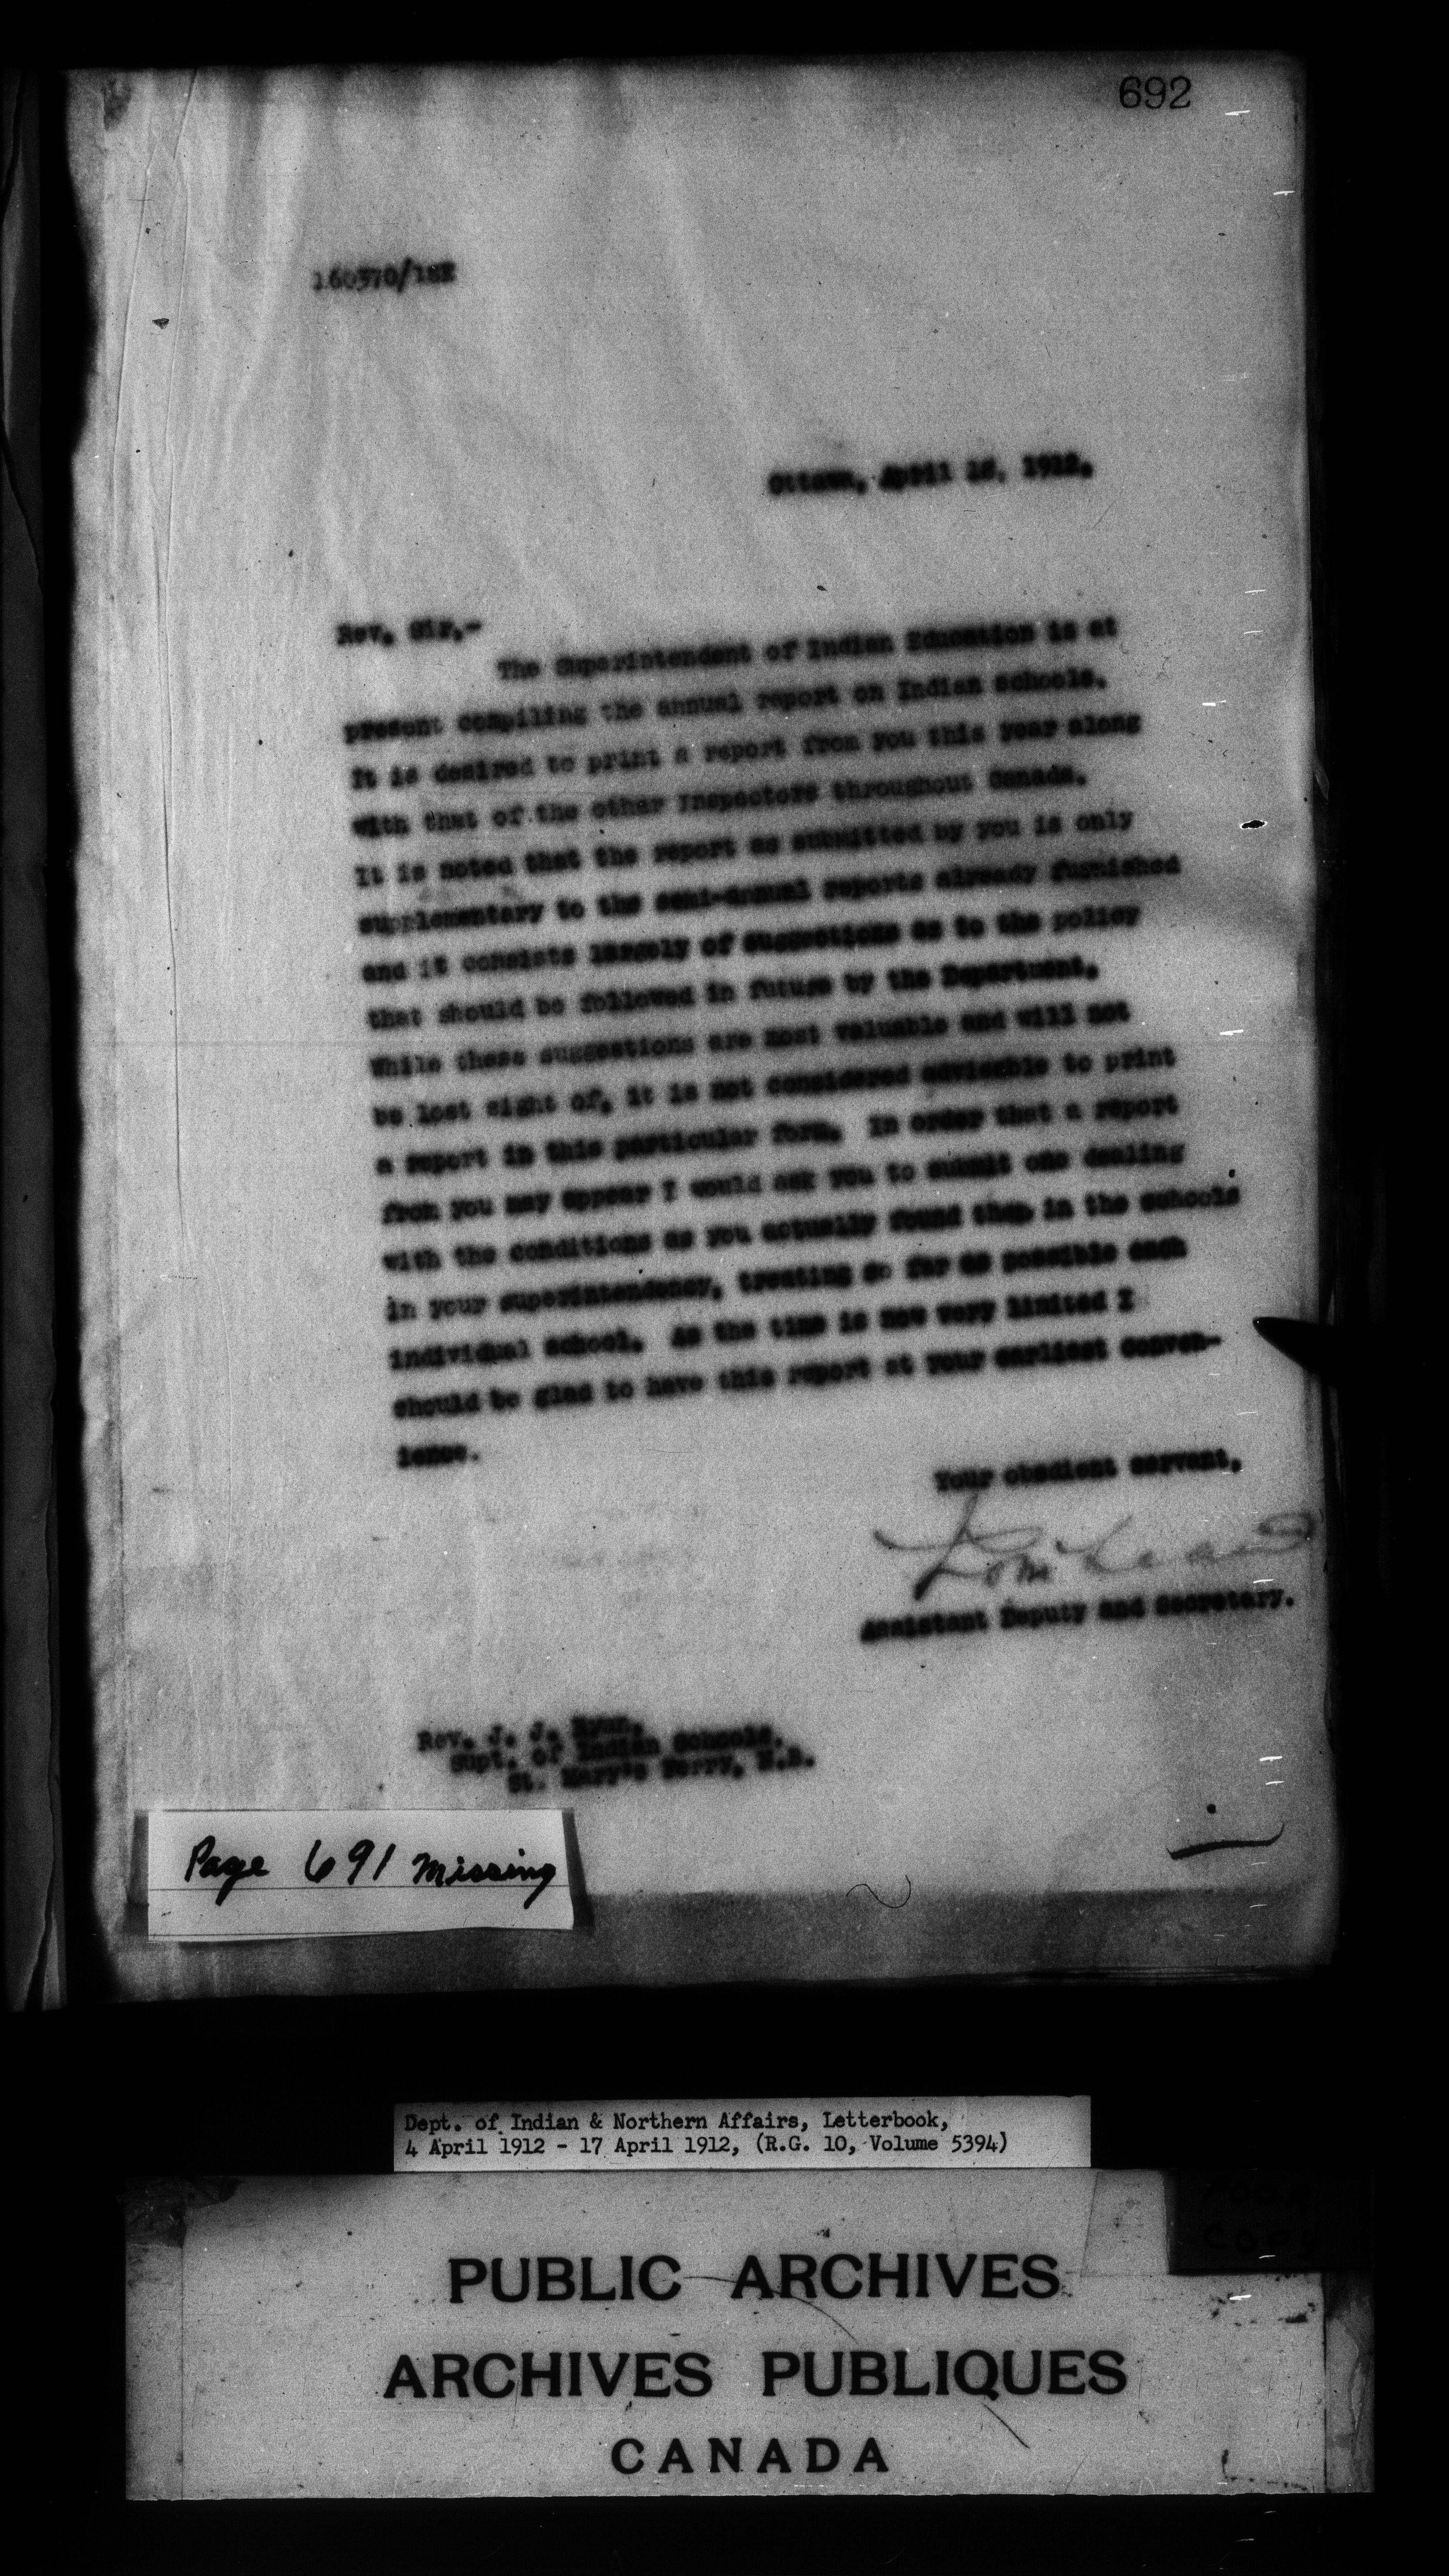 692
Ottawa, April 1912.
Rev. Sir,-
The Superintendent of Indian Education is at
present compiling the annual report on Indian schools.
It is desired to print a report from you this year along
with that of the other Inspectors throughout Canada.
It is noted that the report as submitted by you is only
supplementary to the semi-annual reports already furnished
and it consists largely of suggestions as to the policy
that should be followed in future by the Department.
While these suggestions are most valuable and will not
be lost sight of, it is not considered advisable to print
a report in this particular form. In order that a report
from you may appear I would ask you to submit one dealing
with the conditions as you actually found them in the schools
in your superintendency, treating so far as possible each
individual school. As the time is now very limited I
should be glad to have this report at your earliest conven-
ience.
Your obedient servant,
Assistant Deputy and Secretary.
Rev. J. J. Ryan,
Supt. of Indian Schools,
St. Mary's Ferry, N.B.
Page 691 missing
Dept. of Indian & Northern Affairs, Letterbook,
4 April 1912 - 17 April 1912, (R.G. 10, Volume 5394)
POOR
COPY
PUBLIC ARCHIVES
ARCHIVES PUBLIQUES
CANADA